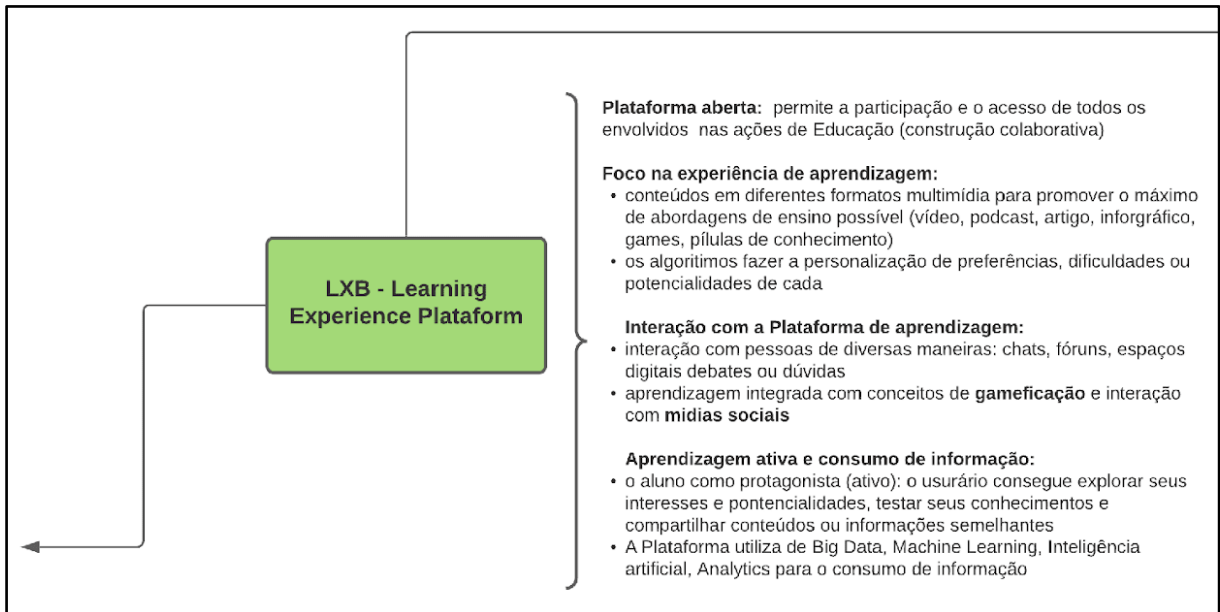 LXB - Learning
Experience Plataform
Plataforma aberta: permite a participação e o acesso de todos os
envolvidos nas ações de Educação (construção colaborativa)
Foco na experiência de aprendizagem:
• conteúdos em diferentes formatos multimídia para promover o máximo
de abordagens de ensino possível (vídeo, podcast, artigo, inforgráfico,
games, pílulas de conhecimento)
• os algoritimos fazer a personalização de preferências, dificuldades ou
potencialidades de cada
Interação com a Plataforma de aprendizagem:
• interação com pessoas de diversas maneiras: chats, fóruns, espaços
digitais debates ou dúvidas
• aprendizagem integrada com conceitos de gameficação e interação
com midias sociais
Aprendizagem ativa e consumo de informação:
• o aluno como protagonista (ativo): o usurário consegue explorar seus
interesses e pontencialidades, testar seus conhecimentos e
compartilhar conteúdos ou informações semelhantes
• A Plataforma utiliza de Big Data, Machine Learning, Inteligência
artificial, Analytics para o consumo de informação